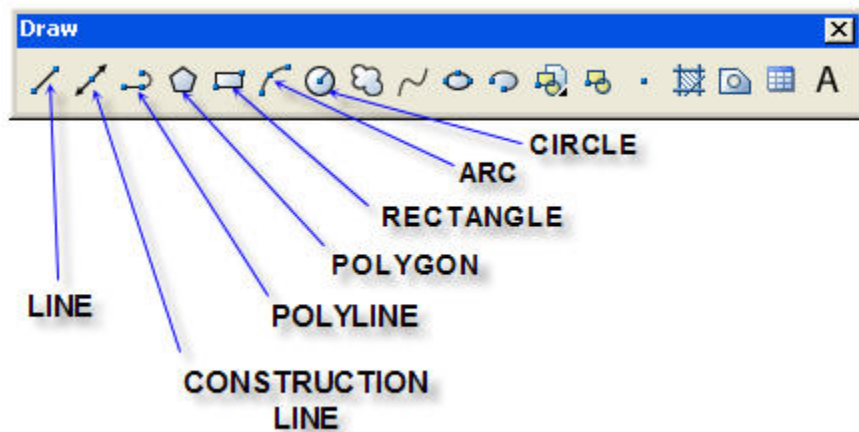 Draw
A
CIRCLE
ARC
RECTANGLE
POLYGON
LINE
POLYLINE
CONSTRUCTION
LINE